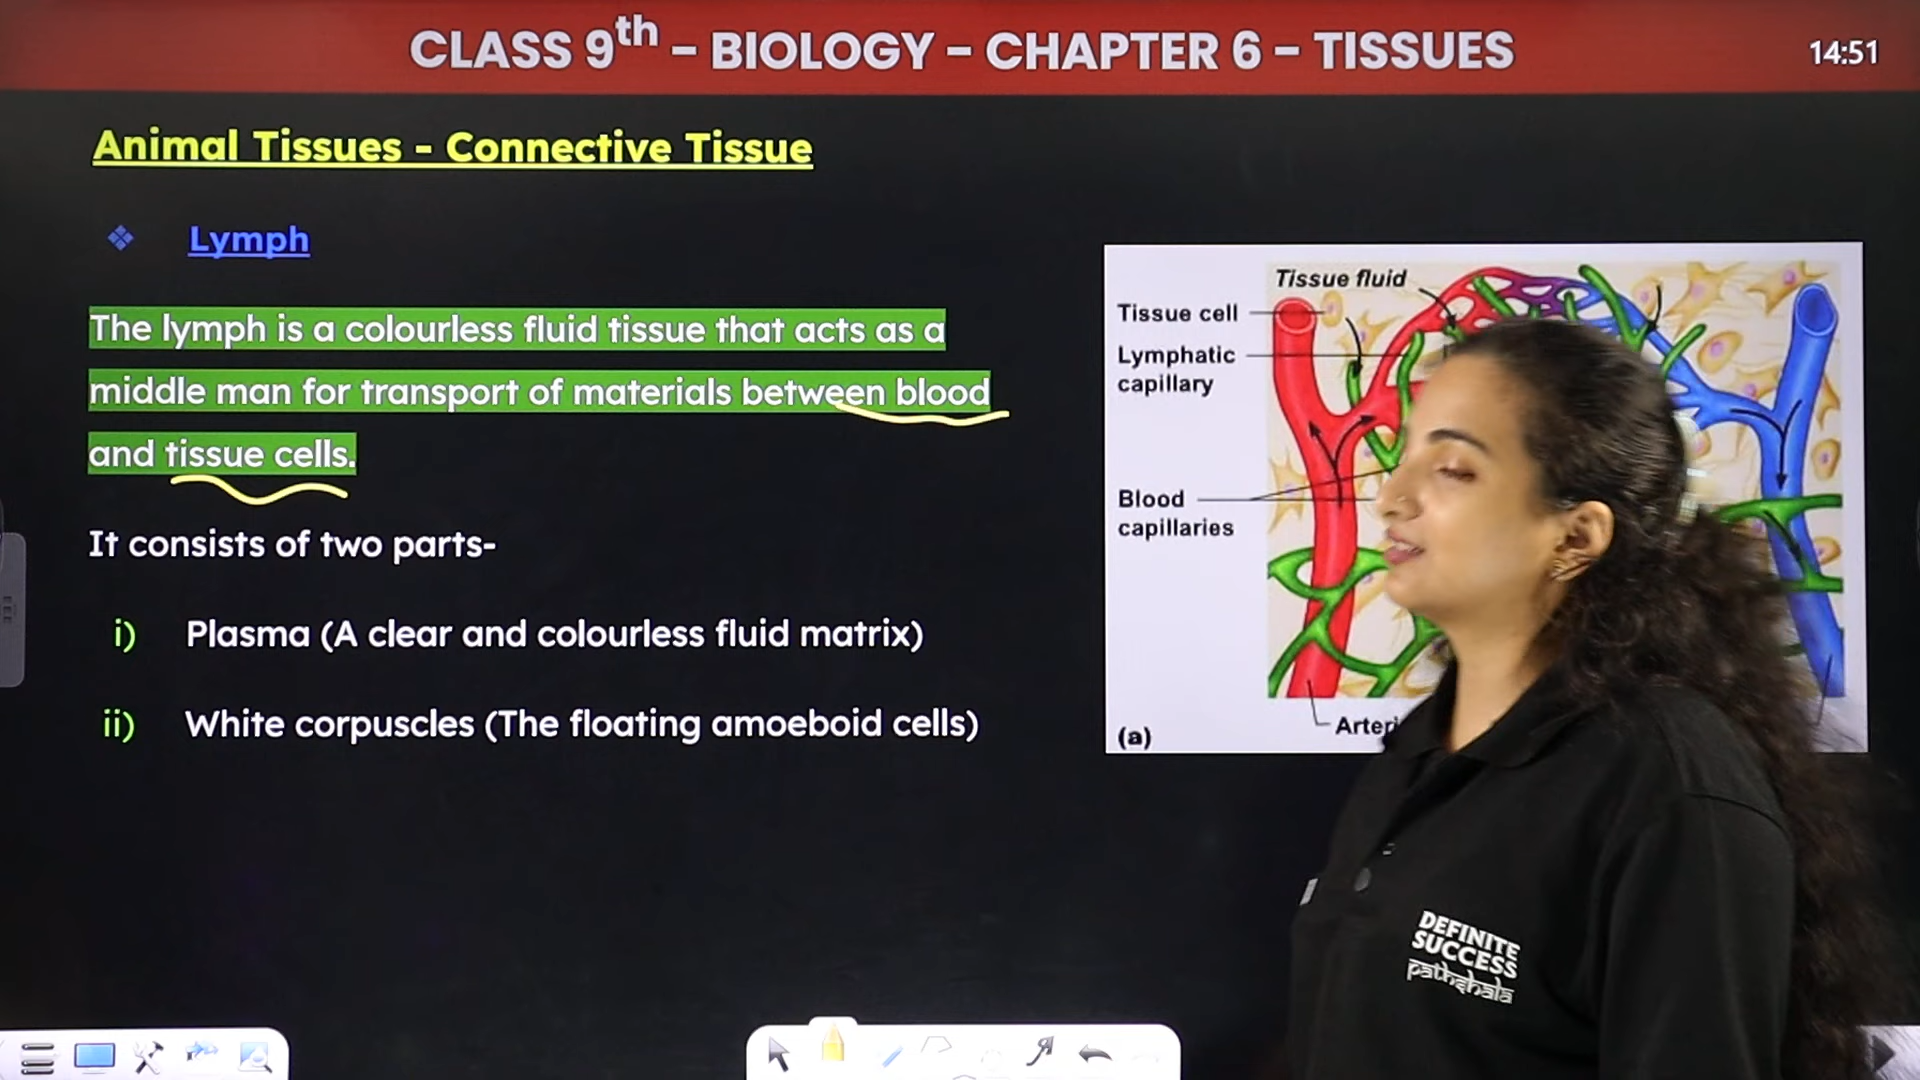 CLASS 9th – BIOLOGY – CHAPTER 6 – TISSUES
14:51
Animal Tissues - Connective Tissue
❖ Lymph
The lymph is a colourless fluid tissue that acts as a
middle man for transport of materials between blood
and tissue cells.
It consists of two parts-
i) Plasma (A clear and colourless fluid matrix)
ii) White corpuscles (The floating amoeboid cells)
Tissue fluid
Tissue cell
Lymphatic
capillary
Blood
capillaries
(a)
DEFINITE
SUCCESS
pathshala